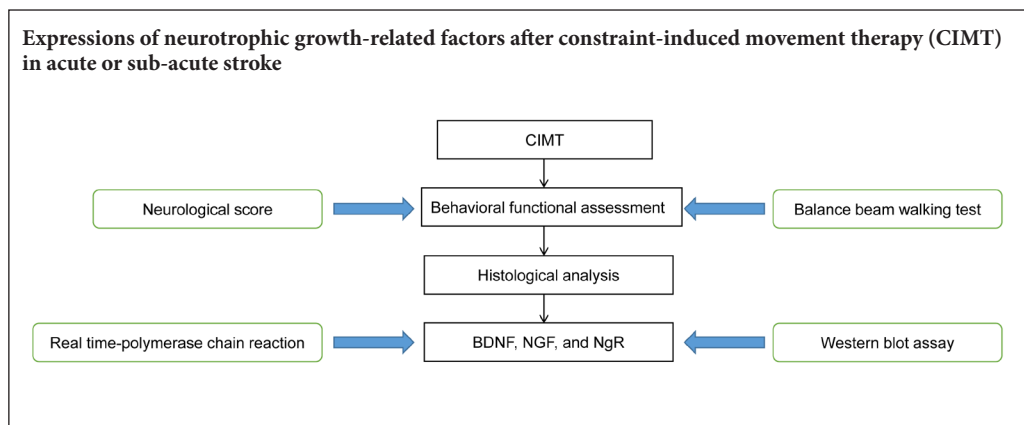 Expressions of neurotrophic growth-related factors after constraint-induced movement therapy (CIMT)
in acute or sub-acute stroke
CIMT
Neurological score
Behavioral functional assessment
Balance beam walking test
Histological analysis
Real time-polymerase chain reaction
BDNF, NGF, and NgR
Western blot assay